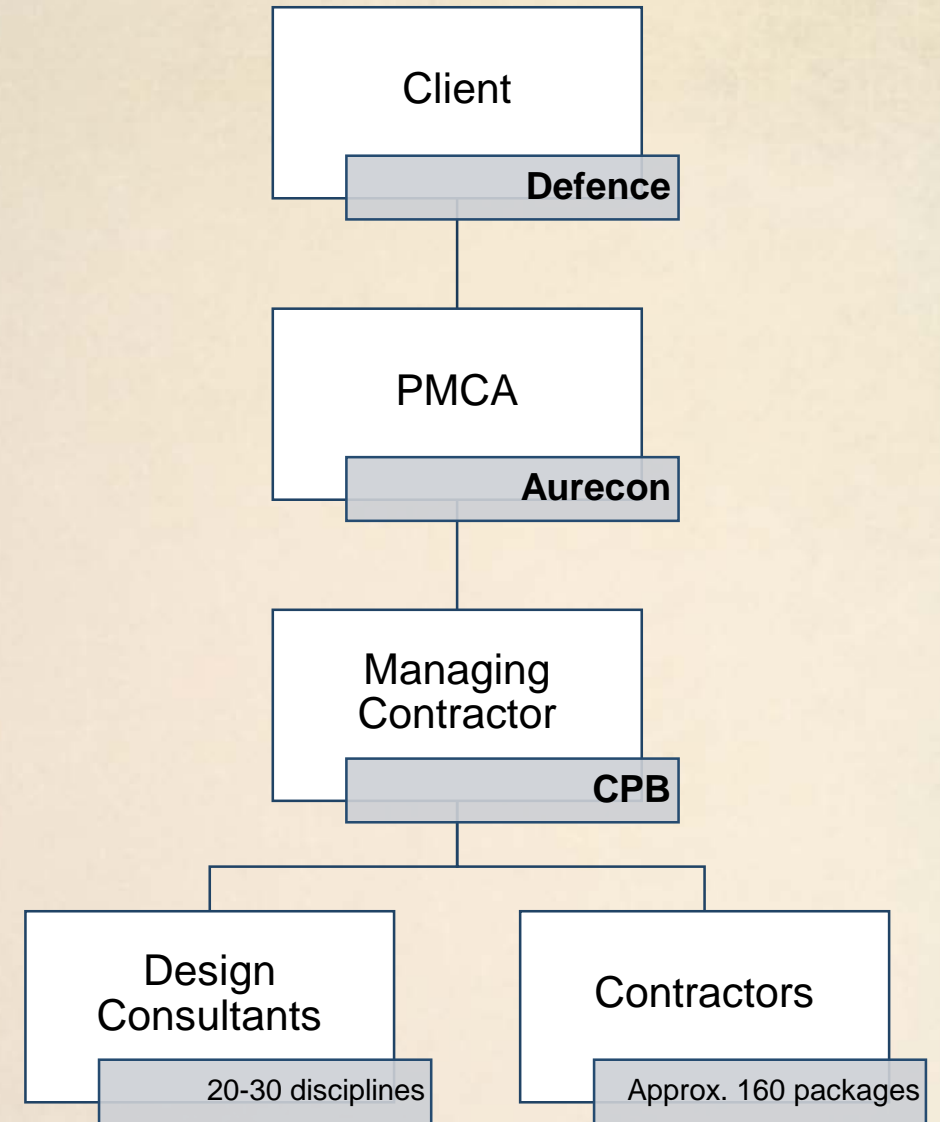 Client
Defence
PMCA
Aurecon
Managing
Contractor
CPB
Design
Consultants
20-30 disciplines
Contractors
Approx. 160 packages